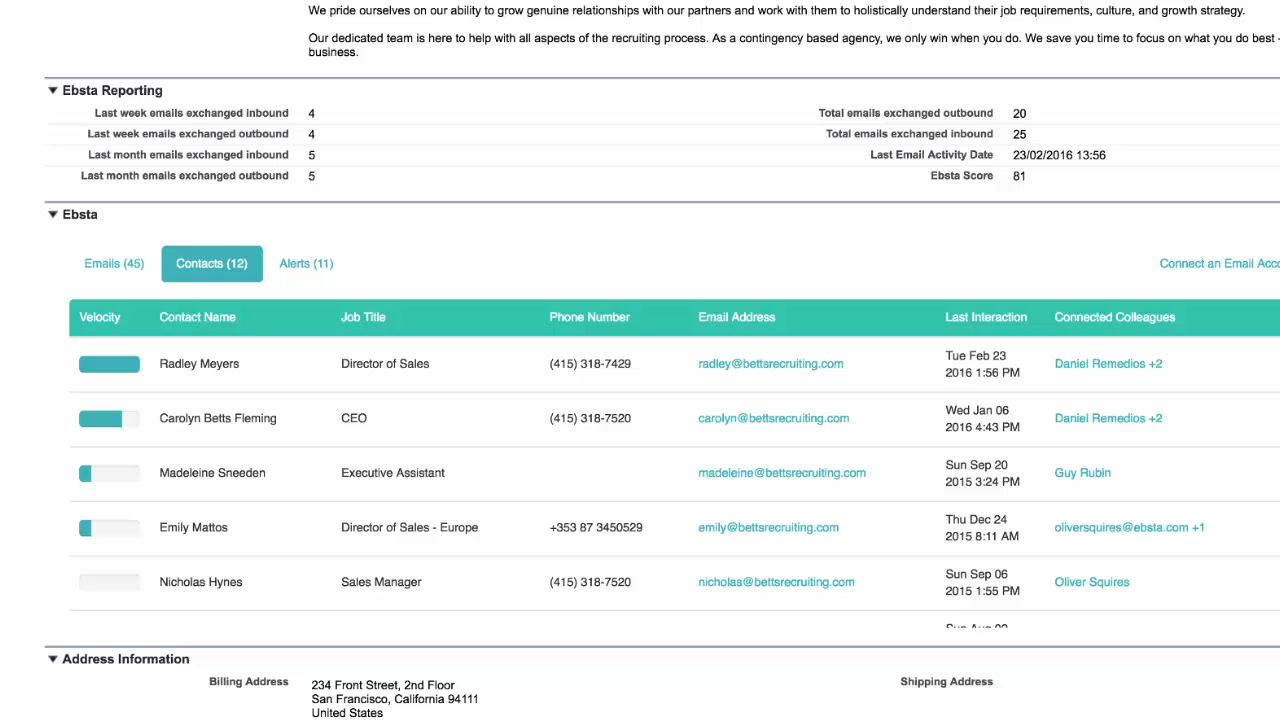 We pride ourselves on our ability to grow genuine relationships with our partners and work with them to holistically understand their job requirements, culture, and growth strategy.
Our dedicated team is here to help with all aspects of the recruiting process. As a contingency based agency, we only win when you do. We save you time to focus on what you do best -
business.
Ebsta Reporting
Last week emails exchanged inbound 4 Total emails exchanged outbound 20
Last week emails exchanged outbound 4 Total emails exchanged inbound 25
Last month emails exchanged inbound 5 Last Email Activity Date 23/02/2016 13:56
Last month emails exchanged outbound 5 Ebsta Score 81
Ebsta
Emails (45) Contacts (12) Alerts (11) Connect an Email
Velocity Contact Name Job Title Phone Number Email Address Last Interaction Connected Colleagues
Radley Meyers Director of Sales (415) 318-7429 radley@bettsrecruiting.com Tue Feb 23 2016 1:56 PM Daniel Remedios +2
Carolyn Betts Fleming CEO (415) 318-7520 carolyn@bettsrecruiting.com Wed Jan 06 2016 4:43 PM Daniel Remedios +2
Madeleine Sneeden Executive Assistant madeleine@bettsrecruiting.com Sun Sep 20 2015 3:24 PM Guy Rubin
Emily Mattos Director of Sales - Europe +353 87 3450529 emily@bettsrecruiting.com Thu Dec 24 2015 8:11 AM oliversquires@ebsta.com +1
Nicholas Hynes Sales Manager (415) 318-7520 nicholas@bettsrecruiting.com Sun Sep 06 2015 1:55 PM Oliver Squires
Address Information
Billing Address 234 Front Street, 2nd Floor Shipping Address
San Francisco, California 94111
United States